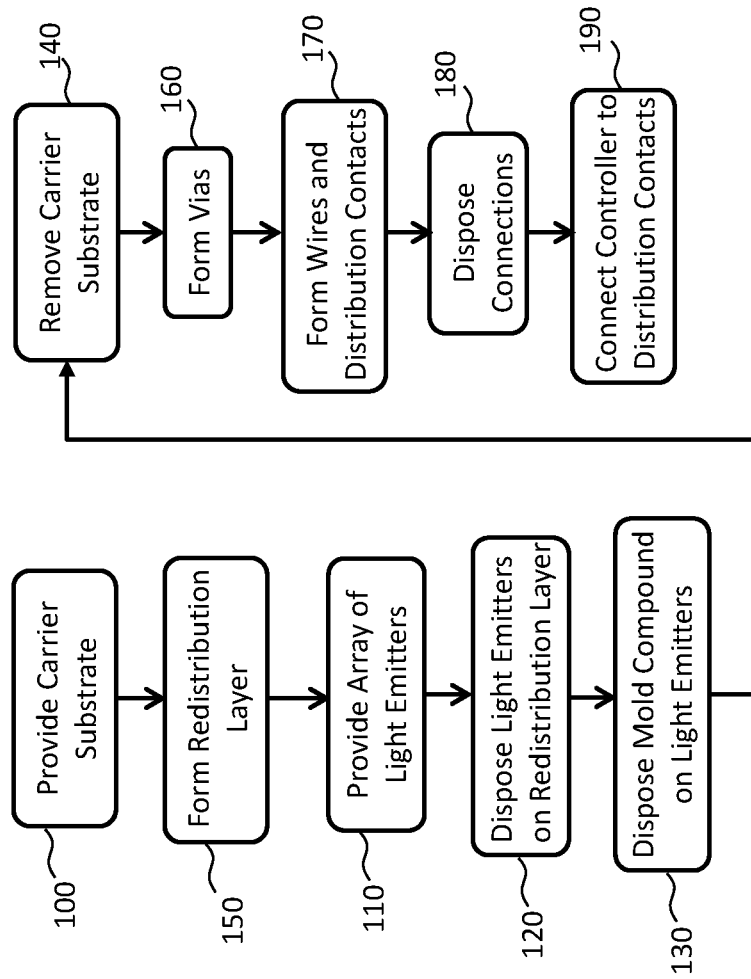 100
Provide Carrier
Substrate
150
Form Redistribution
Layer
110
Provide Array of
Light Emitters
120
Dispose Light Emitters
on Redistribution Layer
130
Dispose Mold Compound
on Light Emitters
140
Remove Carrier
Substrate
160
Form Vias
170
Form Wires and
Distribution Contacts
180
Dispose
Connections
190
Connect Controller to
Distribution Contacts